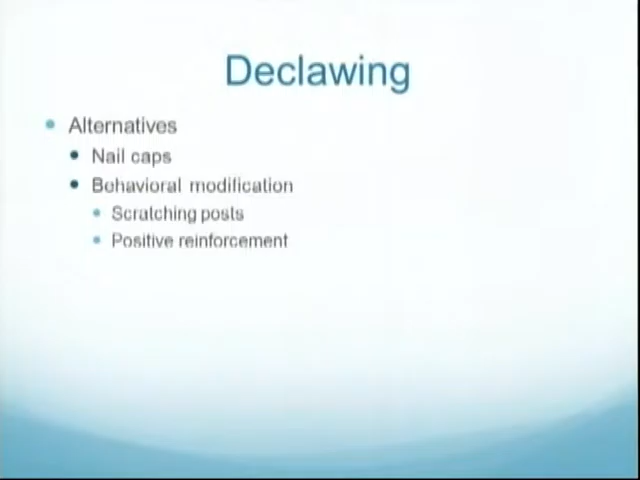 Declawing
Alternatives
Nail caps
Behavioral modification
Scratching posts
Positive reinforcement